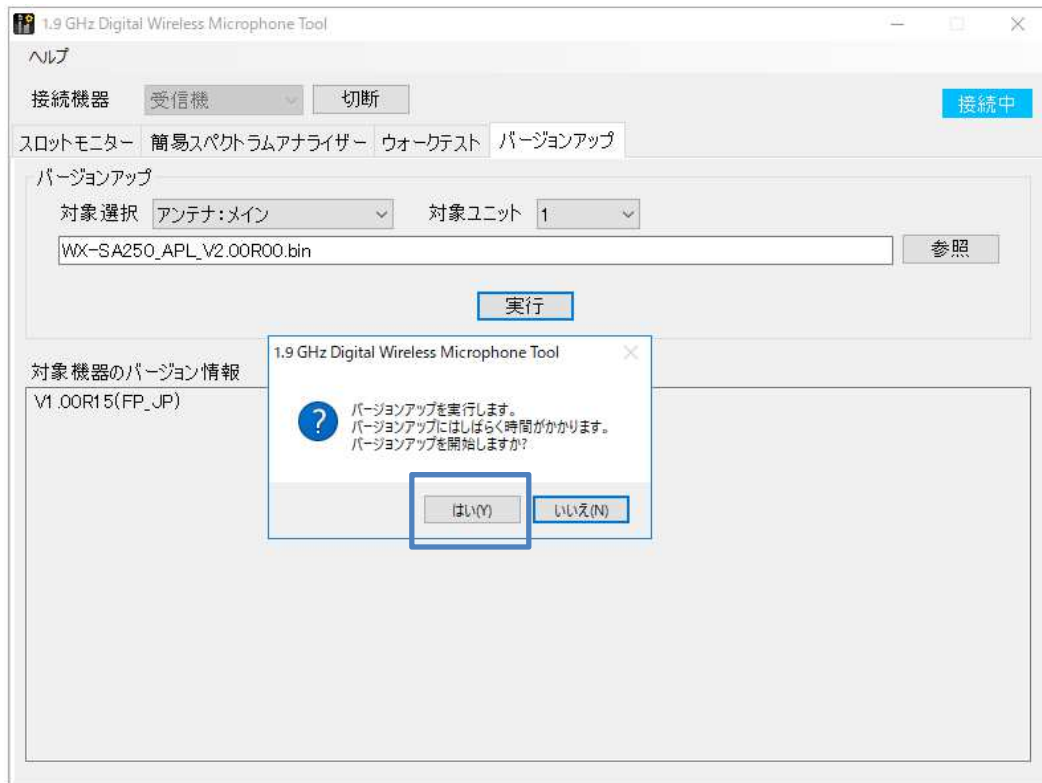 1.9 GHz Digital Wireless Microphone Tool
ヘルプ
接続機器 受信機 切断 接続中
スロットモニター 簡易スペクトラムアナライザー ウォークテスト バージョンアップ
バージョンアップ
対象選択 アンテナ:メイン 対象ユニット 1
WX-SA250_APL_V2.00R00.bin 参照
実行
対象機器のバージョン情報
V1.00R15(FP_JP)
1.9 GHz Digital Wireless Microphone Tool
バージョンアップを実行します。
バージョンアップにはしばらく時間がかかります。
バージョンアップを開始しますか?
はい(Y) いいえ(N)